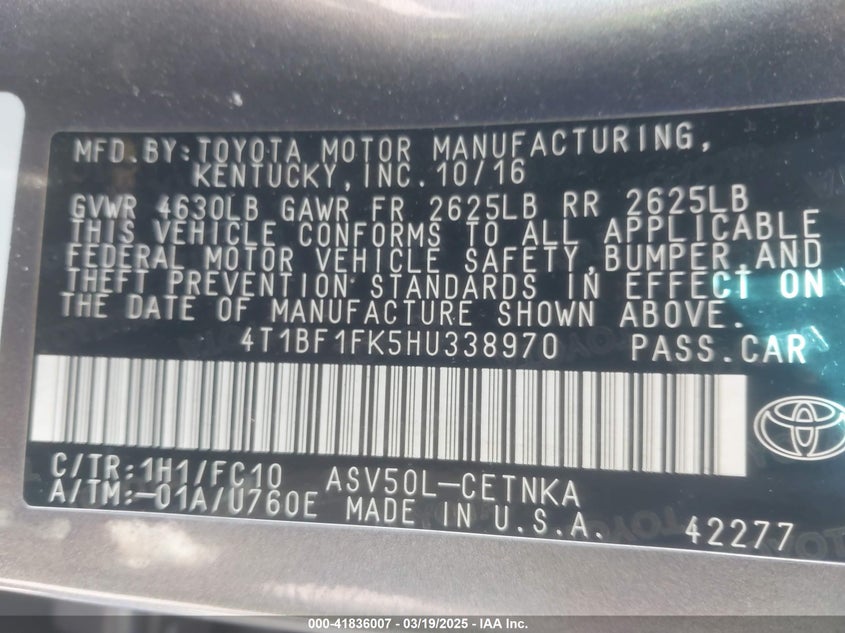 MFD.BY:TOYOTA MOTOR MANUFACTURING,
KENTUCKY,INC.10/16
GVWR 4630LB GAWR FR 2625LB RR 2625LB
THIS VEHICLE CONFORMS TO ALL APPLICABLE
FEDERAL MOTOR VEHICLE SAFETY,BUMPER,AND
THEFT PREVENTION STANDARDS IN EFFECT ON
THE DATE OF MANUFACTURE SHOWN ABOVE.
4T1BF1FK5HU338970 PASS.CAR
C/TR:1H1/FC10 ASV50L-CETNKA
A/TM:-01A/U760E MADE IN U.S.A. 42277
000-41836007 - 03/19/2025 - IAA Inc.